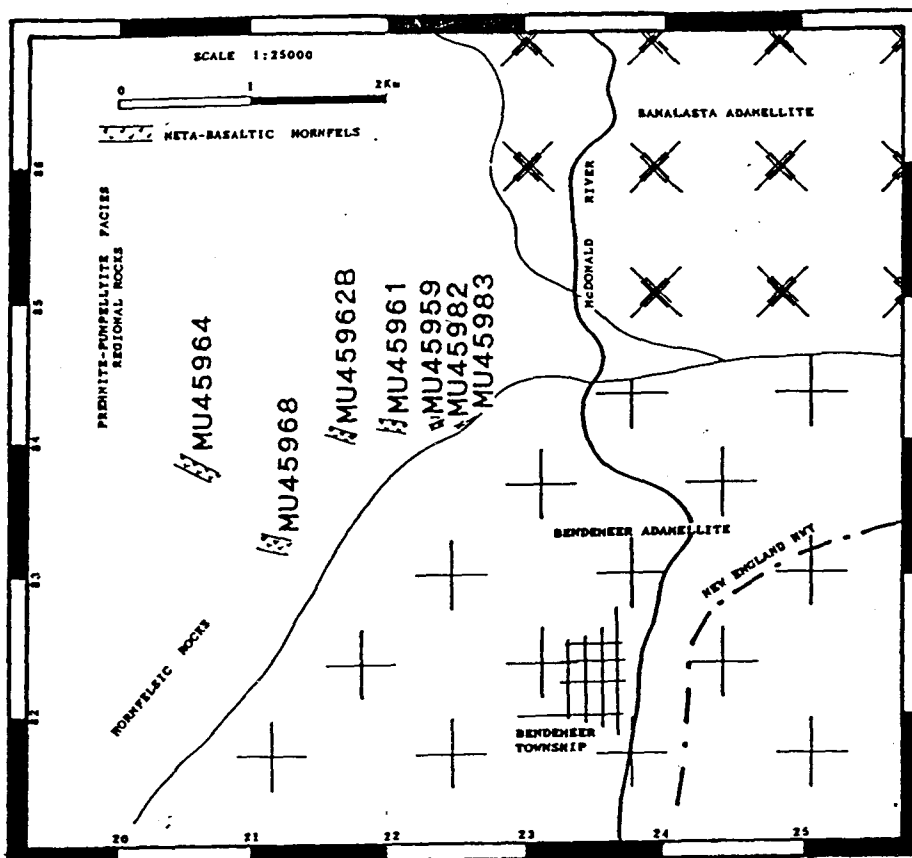 SCALE 1:25000
0 1 2Km
META-BASALTIC HORNFELS
BANALASTA ADAMELLITE
McDONALD RIVER
PREHNITE-PUMPELLYITE FACIES
REGIONAL ROCKS
86
85
84
83
82
MU45964
MU45968
MU45962B
MU45961
MU45959
MU45982
MU45983
BENDEMEER ADAMELLITE
NEW ENGLAND HWY
HORNFELSIC ROCKS
BENDEMEER
TOWNSHIP
20 21 22 23 24 25